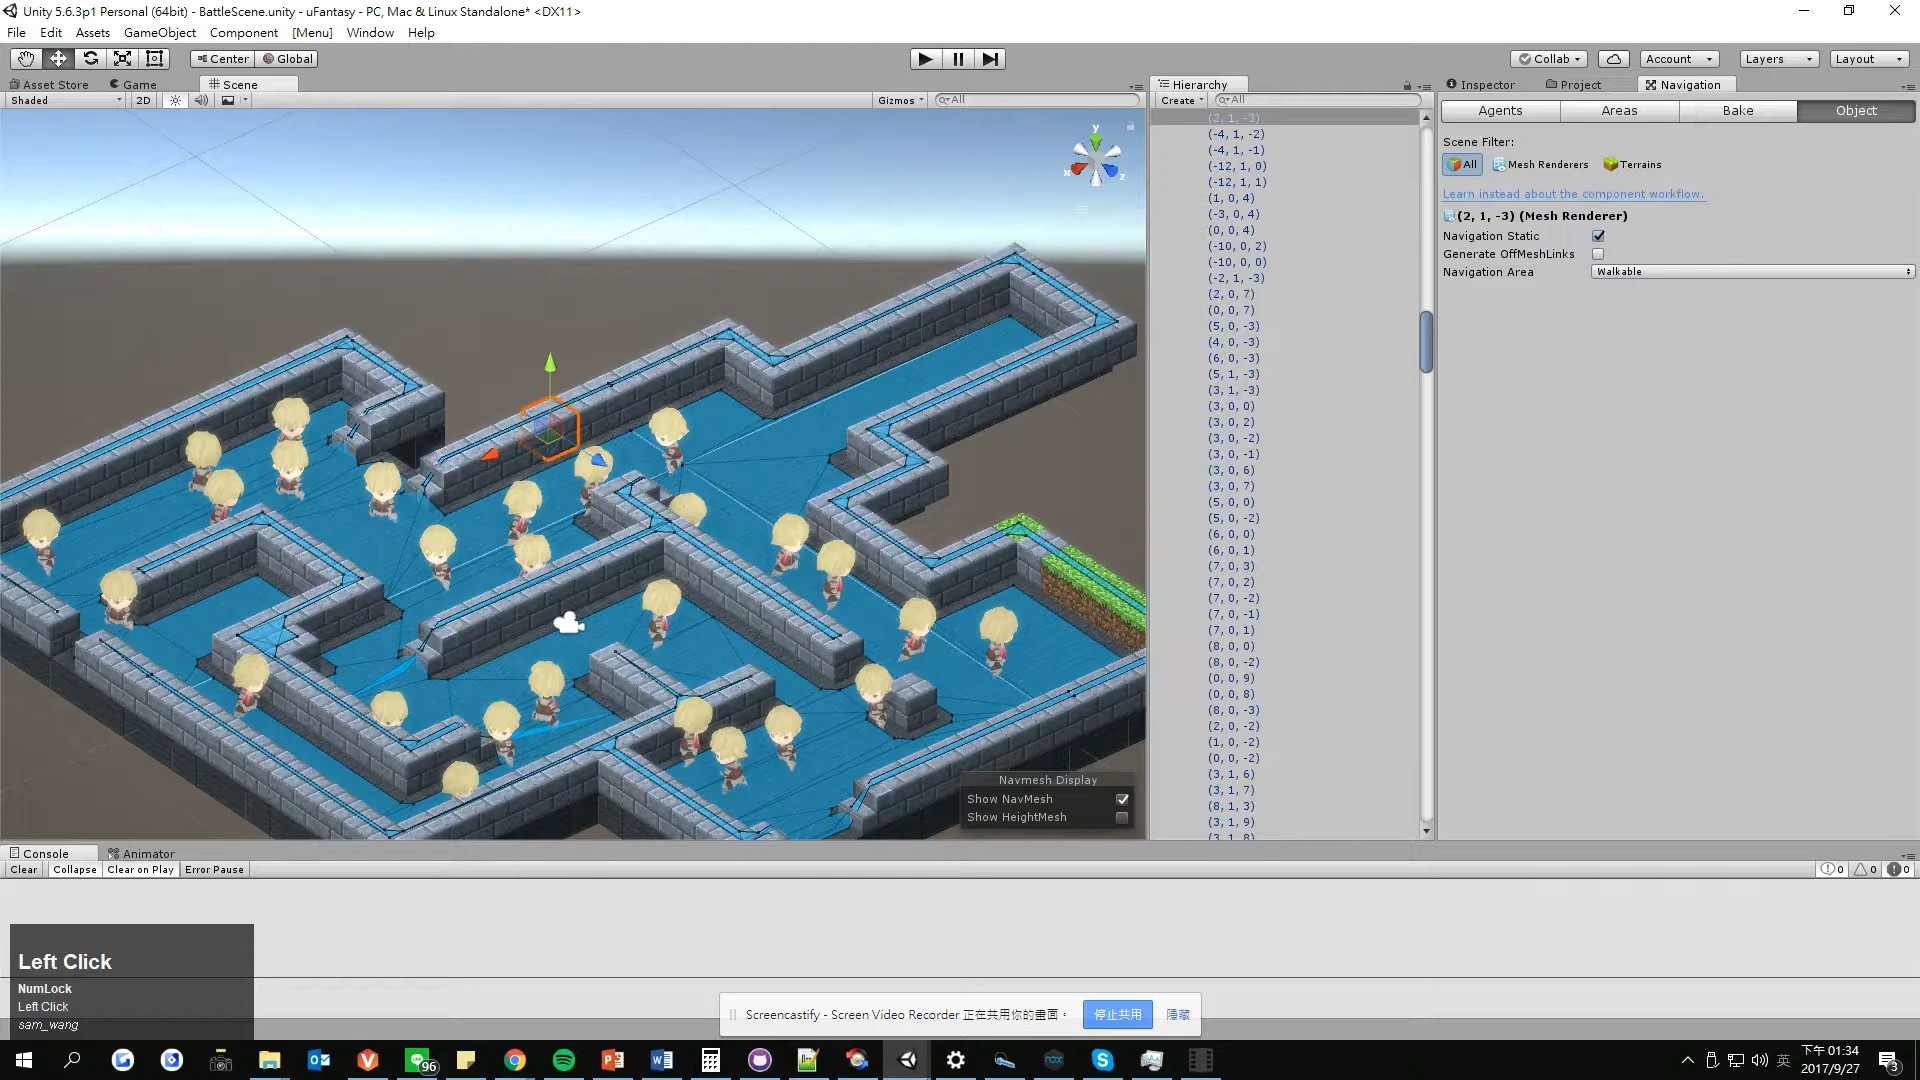 Unity 5.6.3p1 Personal (64bit) - BattleScene.unity - uFantasy - PC, Mac & Linux Standalone* <DX11>
File Edit Assets GameObject Component [Menu] Window Help
Center Global
Collab Account Layers Layout
Asset Store Game Scene
Shaded 2D Gizmos All
y
x
z
Navmesh Display
Show NavMesh
Show HeightMesh
Hierarchy
Create All
(2, 1, -3)
(-4, 1, -2)
(-4, 1, -1)
(-12, 1, 0)
(-12, 1, 1)
(1, 0, 4)
(-3, 0, 4)
(0, 0, 4)
(-10, 0, 2)
(-10, 0, 0)
(-2, 1, -3)
(2, 0, 7)
(0, 0, 7)
(5, 0, -3)
(4, 0, -3)
(6, 0, -3)
(5, 1, -3)
(3, 1, -3)
(3, 0, 0)
(3, 0, 2)
(3, 0, -2)
(3, 0, -1)
(3, 0, 6)
(3, 0, 7)
(5, 0, 0)
(5, 0, -2)
(6, 0, 0)
(6, 0, 1)
(7, 0, 3)
(7, 0, 2)
(7, 0, -2)
(7, 0, -1)
(7, 0, 1)
(8, 0, 0)
(8, 0, -2)
(0, 0, 9)
(0, 0, 8)
(8, 0, -3)
(2, 0, -2)
(1, 0, -2)
(0, 0, -2)
(3, 1, 6)
(3, 1, 7)
(8, 1, 3)
(3, 1, 9)
(3, 1, 8)
Inspector Project Navigation
Agents Areas Bake Object
Scene Filter:
All Mesh Renderers Terrains
Learn instead about the component workflow.
(2, 1, -3) (Mesh Renderer)
Navigation Static
Generate OffMeshLinks
Navigation Area Walkable
Console Animator
Clear Collapse Clear on Play Error Pause 0 0 0
Left Click
NumLock
Left Click
sam_wang
Screencastify - Screen Video Recorder 正在共用你的畫面。 停止共用 隱藏
96
英
下午 01:34
2017/9/27
3